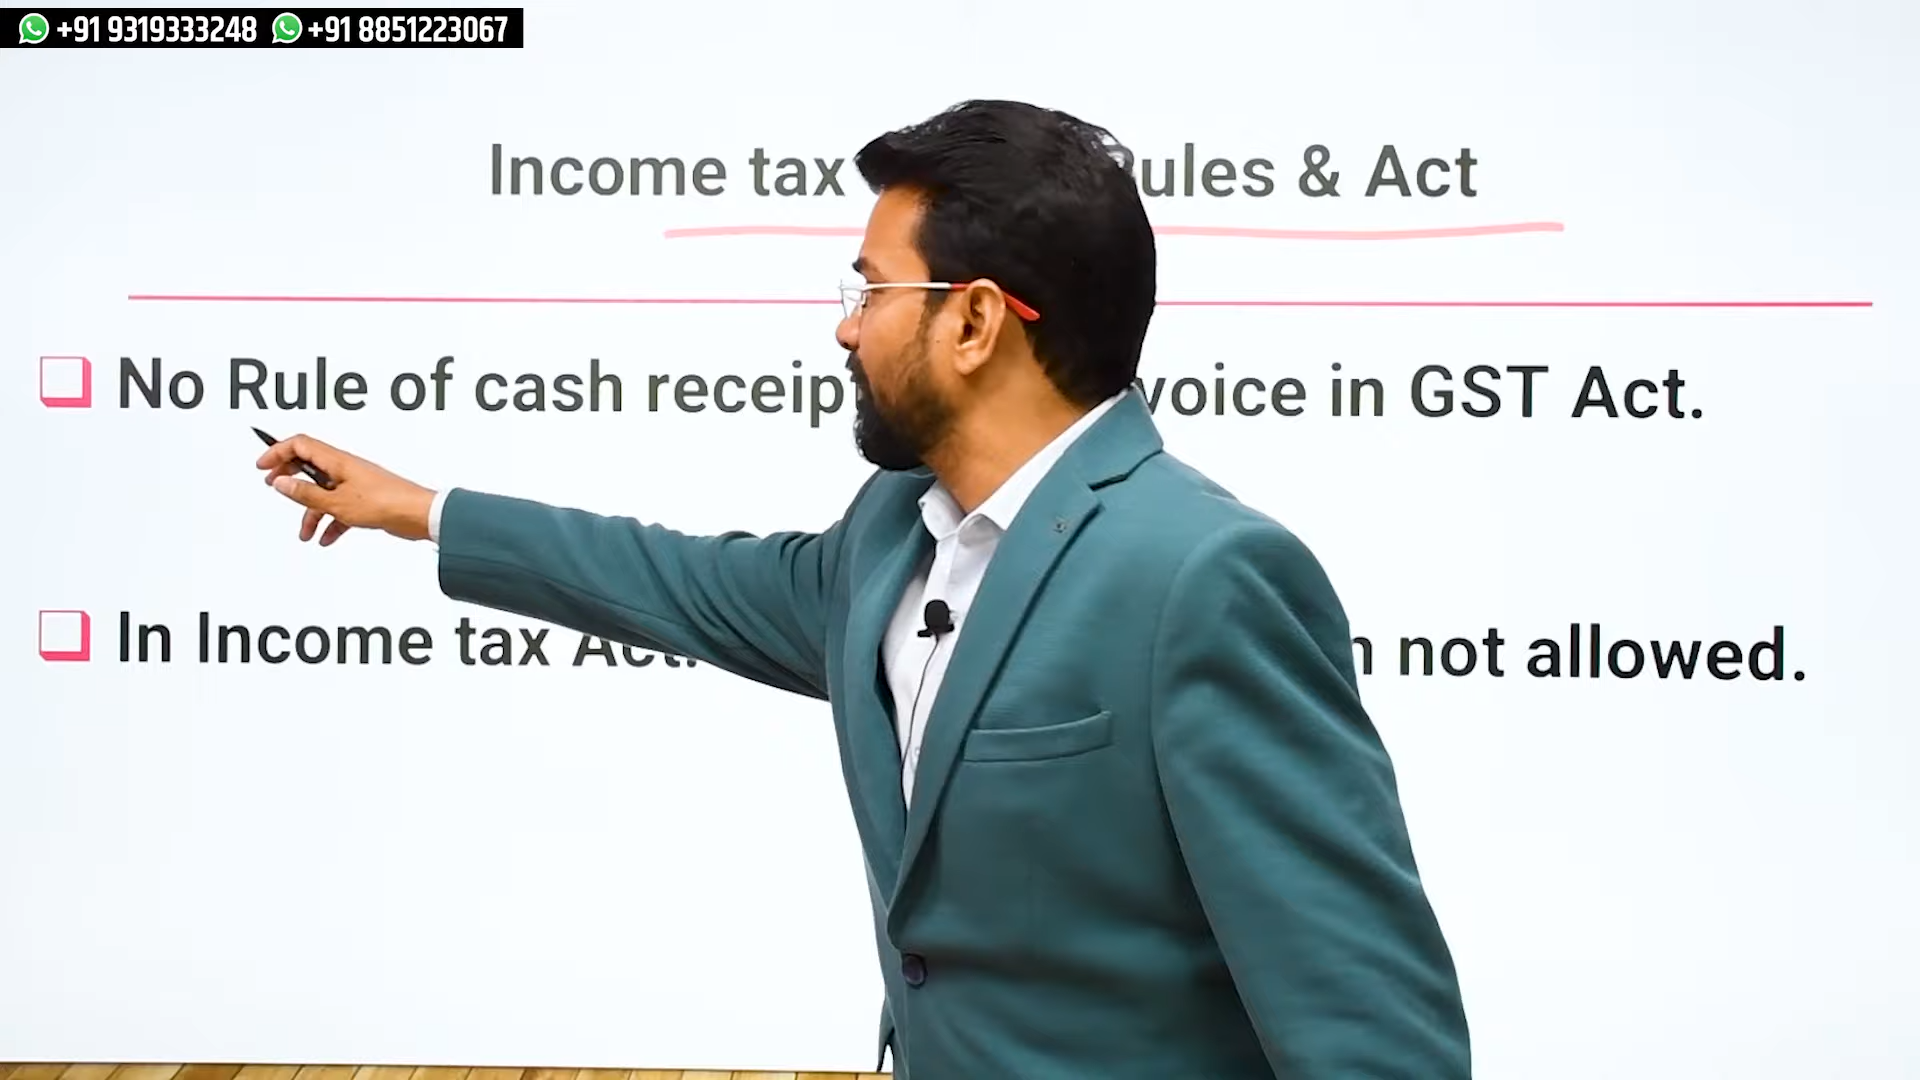 +91 9319333248 +91 8851223067
Income tax ules & Act
No Rule of cash receip voice in GST Act.
In Income tax Act. n not allowed.